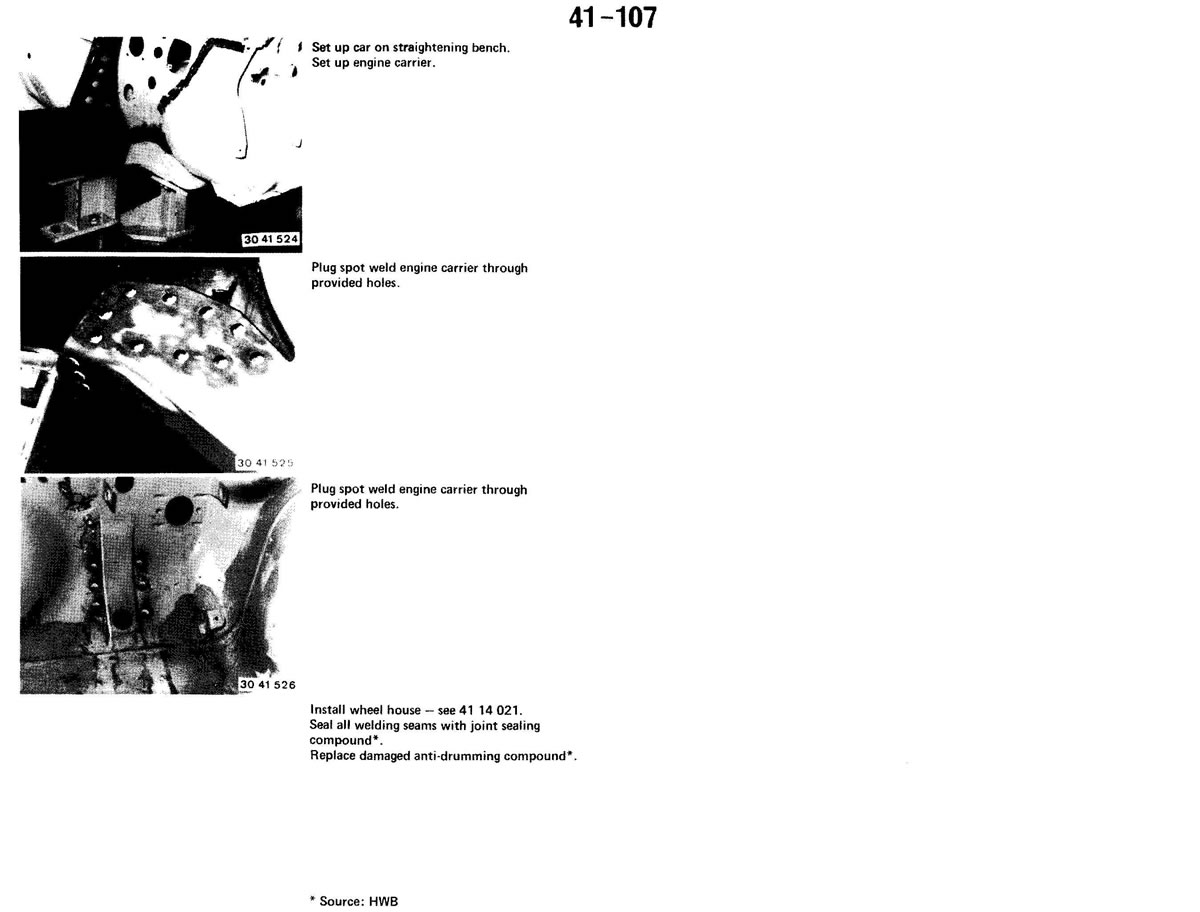 41-107
Set up car on straightening bench.
Set up engine carrier.
30 41 524
Plug spot weld engine carrier through
provided holes.
30 41 525
Plug spot weld engine carrier through
provided holes.
30 41 526
Install wheel house — see 41 14 021.
Seal all welding seams with joint sealing
compound*.
Replace damaged anti-drumming compound*.
* Source: HWB